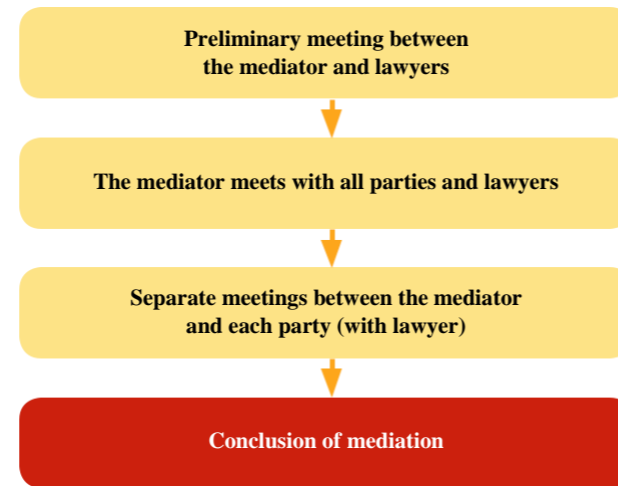 Preliminary meeting between
the mediator and lawyers
The mediator meets with all parties and lawyers
Separate meetings between the mediator
and each party (with lawyer)
Conclusion of mediation